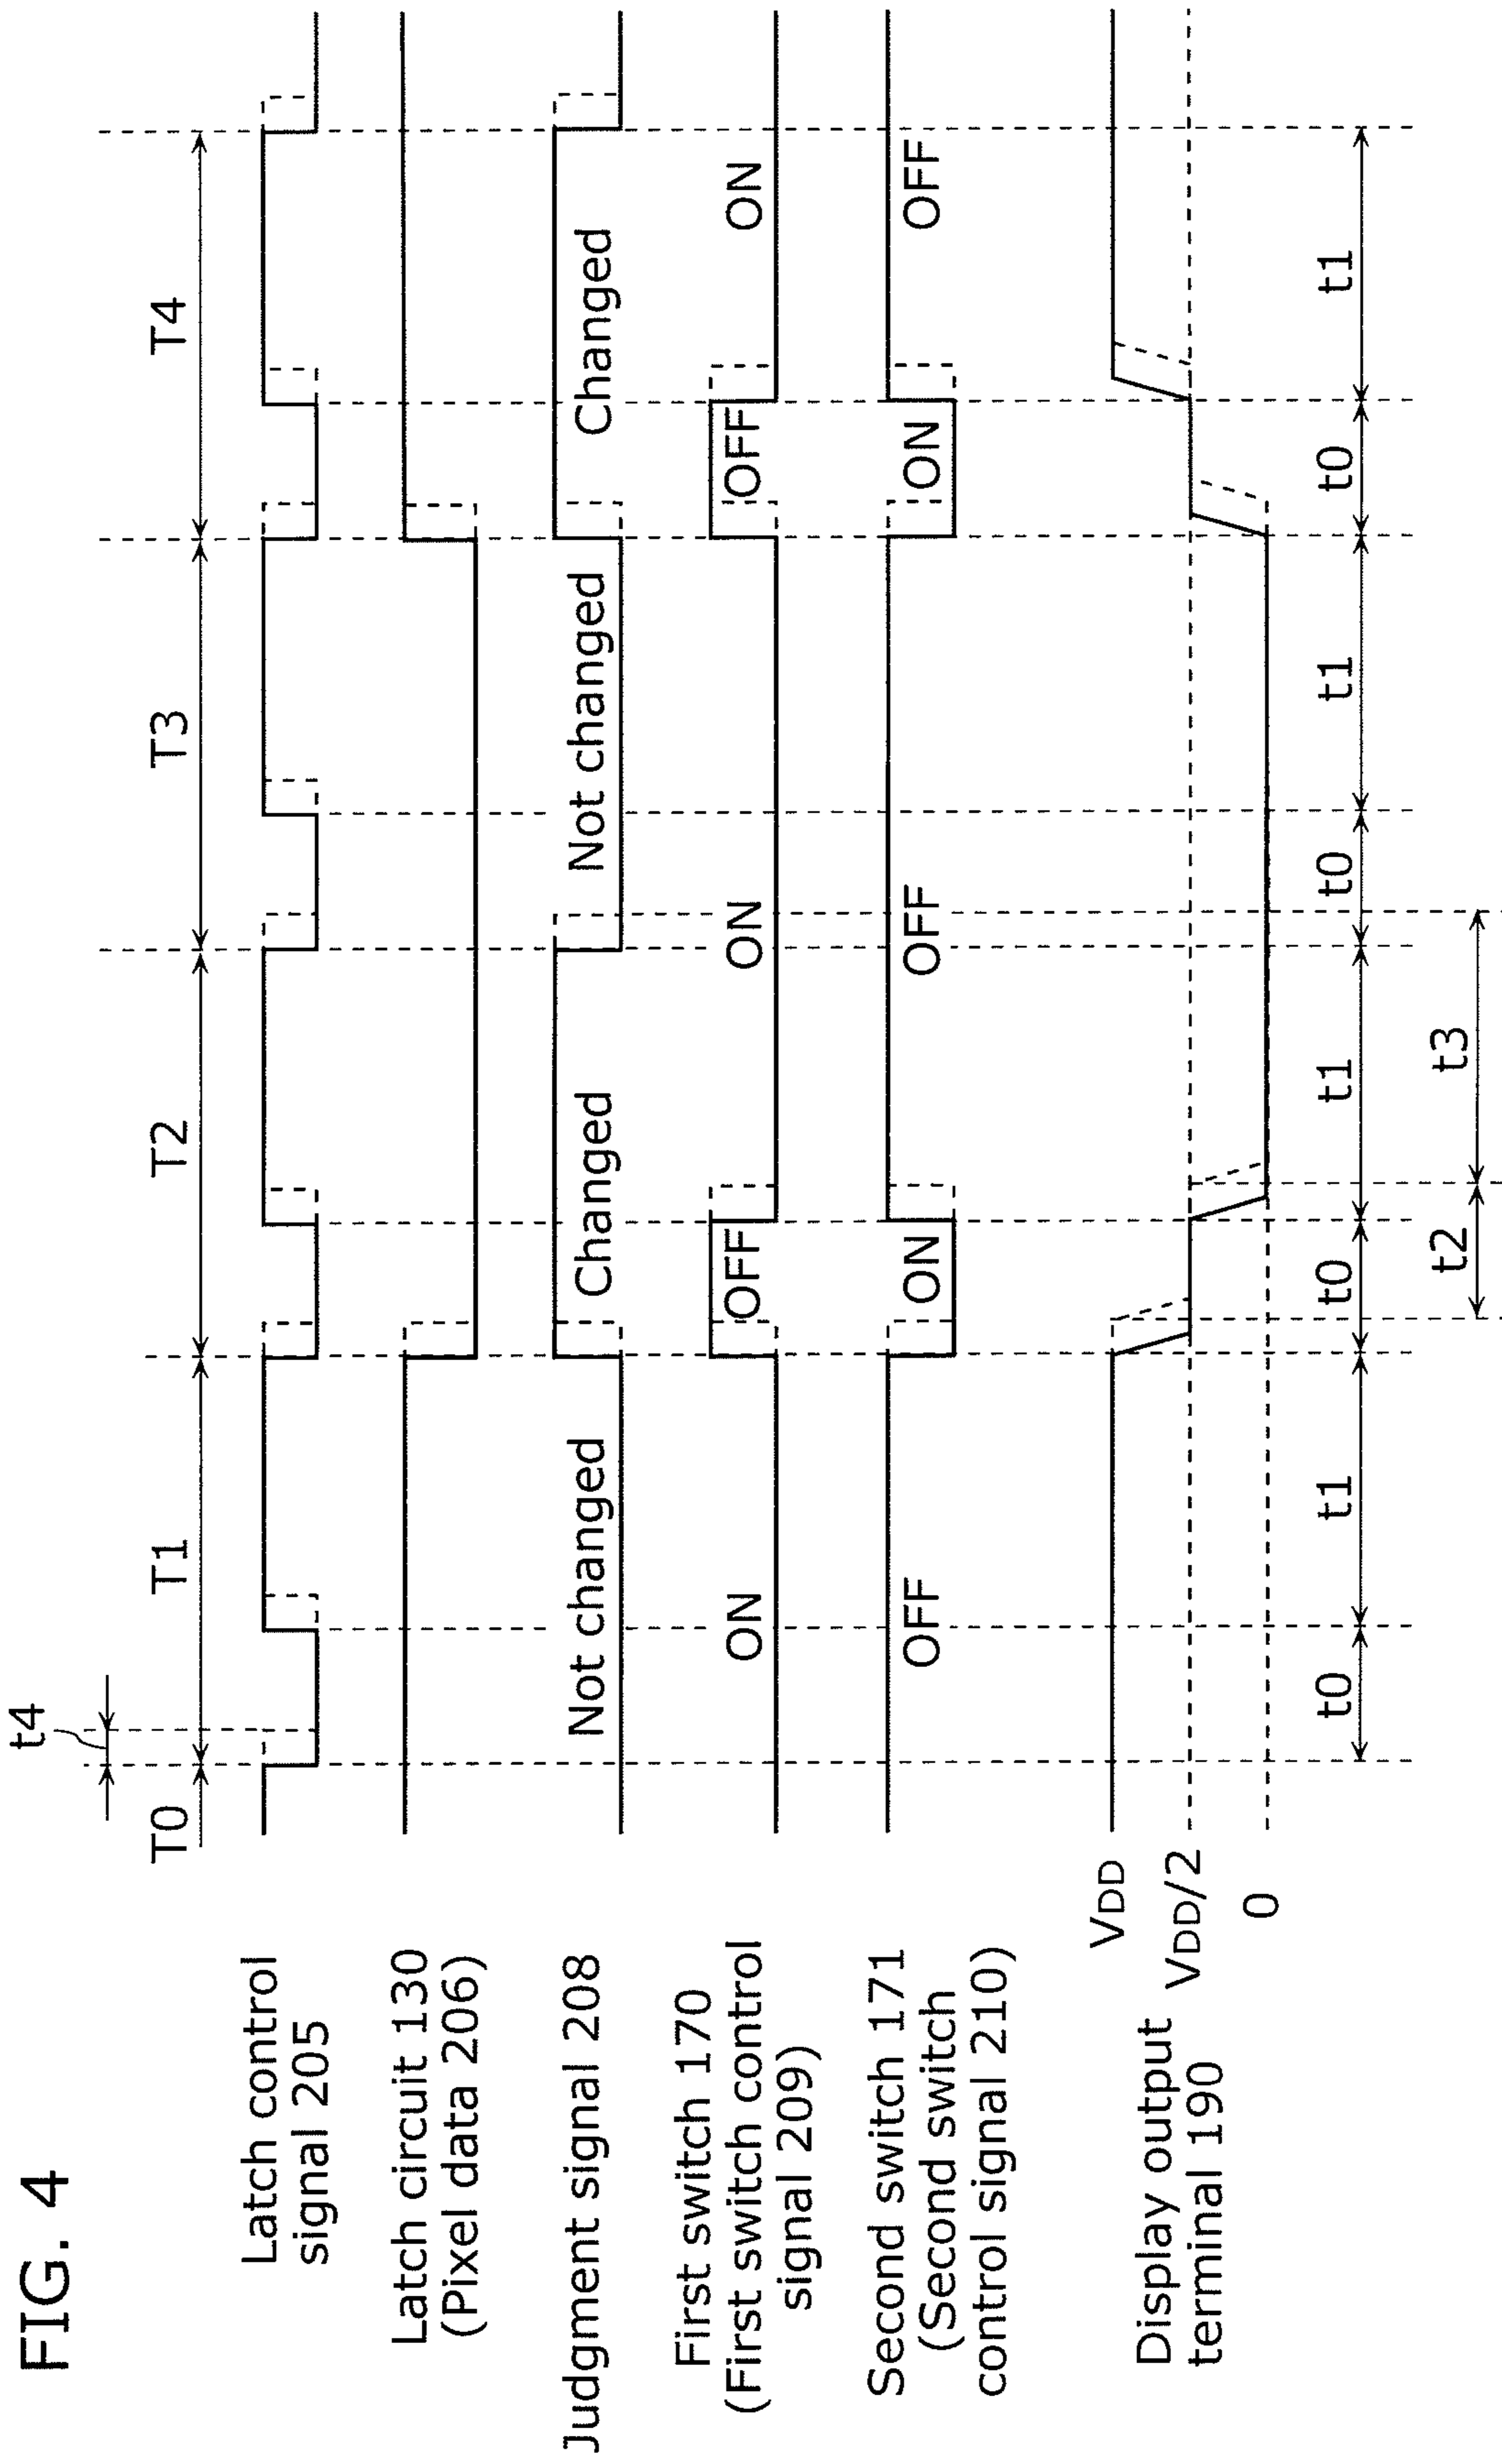 FIG. 4
t4
T0
T1
T2
T3
T4
Latch control
signal 205
Latch circuit 130
(Pixel data 206)
Judgment signal 208
Not changed
Changed
Not changed
Changed
First switch 170
(First switch control
signal 209)
ON
OFF
ON
OFF
ON
Second switch 171
(Second switch
control signal 210)
OFF
ON
OFF
ON
OFF
Display output
terminal 190
VDD
VDD/2
0
t0
t1
t0
t1
t0
t1
t0
t1
t2
t3